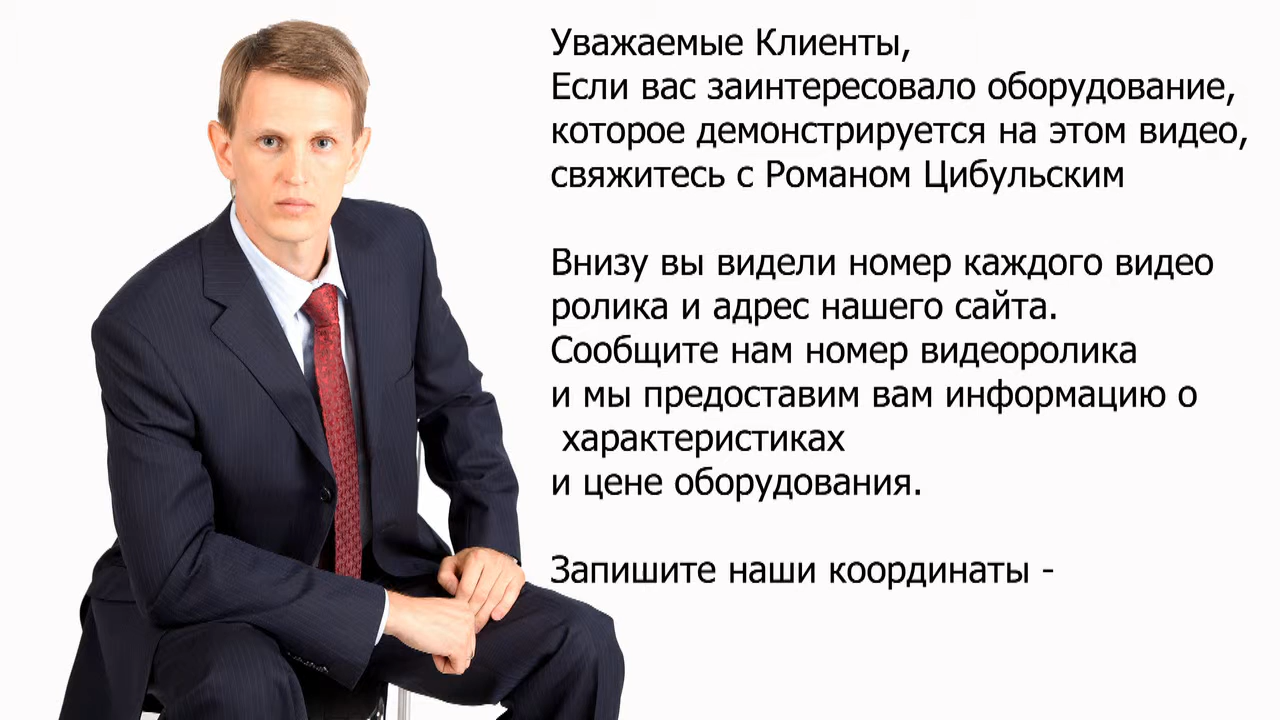 Уважаемые Клиенты,
Если вас заинтересовало оборудование,
которое демонстрируется на этом видео,
свяжитесь с Романом Цибульским
Внизу вы видели номер каждого видео
ролика и адрес нашего сайта.
Сообщите нам номер видеоролика
и мы предоставим вам информацию о
характеристиках
и цене оборудования.
Запишите наши координаты -